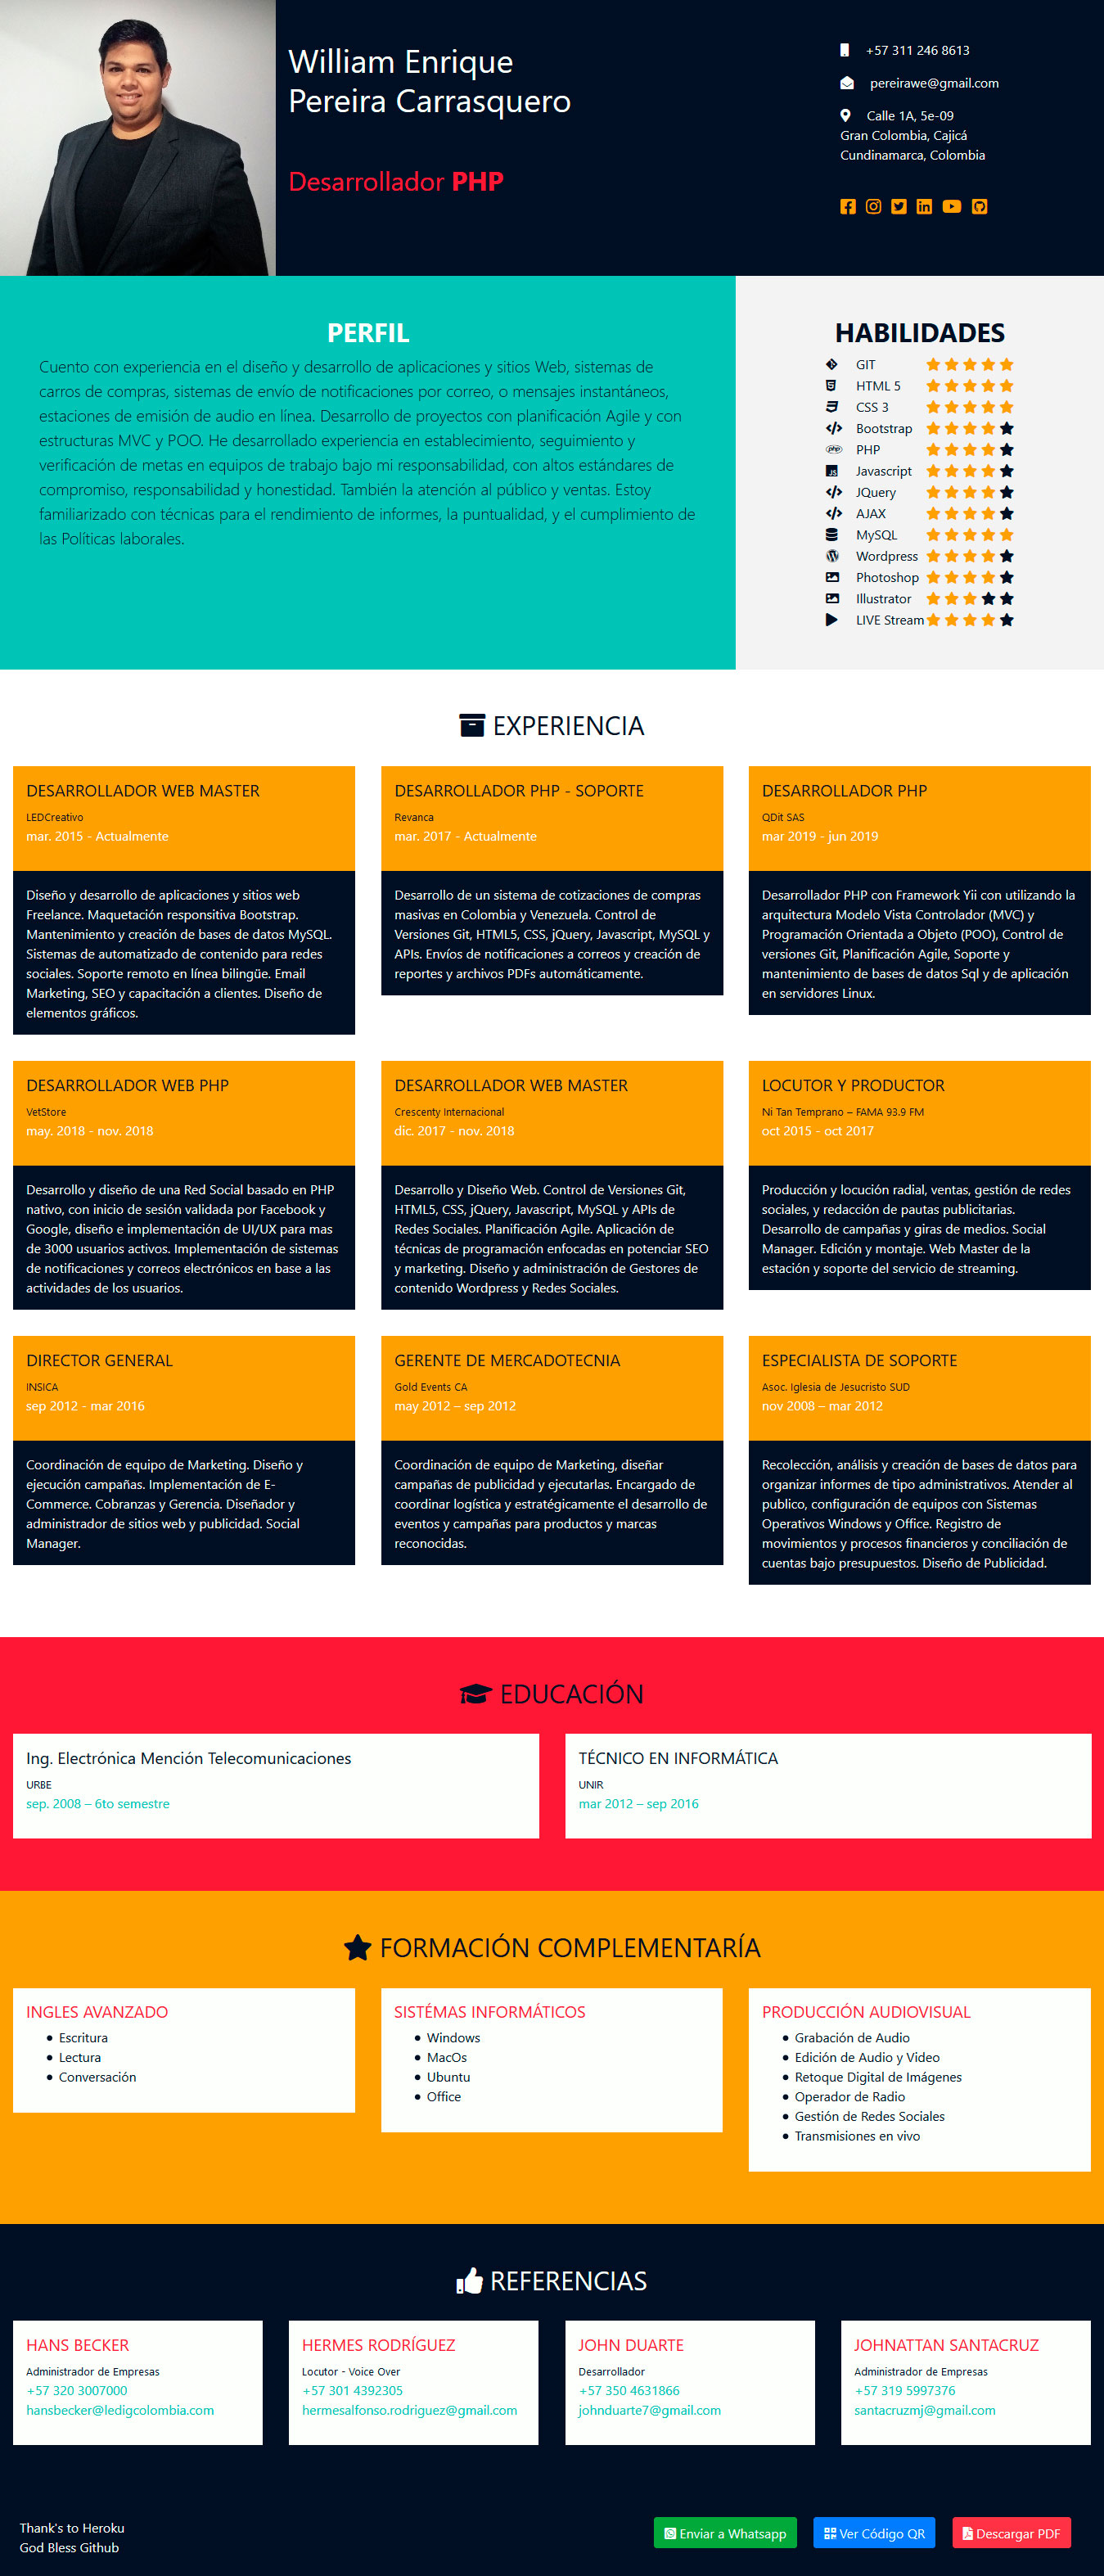 William Enrique
Pereira Carrasquero
Desarrollador PHP
+57 311 246 8613
pereirawe@gmail.com
Calle 1A, 5e-09
Gran Colombia, Cajicá
Cundinamarca, Colombia
PERFIL
Cuento con experiencia en el diseño y desarrollo de aplicaciones y sitios Web, sistemas de
carros de compras, sistemas de envío de notificaciones por correo, o mensajes instantáneos,
estaciones de emisión de audio en línea. Desarrollo de proyectos con planificación Agile y con
estructuras MVC y POO. He desarrollado experiencia en establecimiento, seguimiento y
verificación de metas en equipos de trabajo bajo mi responsabilidad, con altos estándares de
compromiso, responsabilidad y honestidad. También la atención al público y ventas. Estoy
familiarizado con técnicas para el rendimiento de informes, la puntualidad, y el cumplimiento de
las Políticas laborales.
HABILIDADES
GIT
HTML 5
CSS 3
Bootstrap
PHP
Javascript
JQuery
AJAX
MySQL
Wordpress
Photoshop
Illustrator
LIVE Stream
EXPERIENCIA
DESARROLLADOR WEB MASTER
LEDCreativo
mar. 2015 - Actualmente
Diseño y desarrollo de aplicaciones y sitios web
Freelance. Maquetación responsitiva Bootstrap.
Mantenimiento y creación de bases de datos MySQL.
Sistemas de automatizado de contenido para redes
sociales. Soporte remoto en línea bilingüe. Email
Marketing, SEO y capacitación a clientes. Diseño de
elementos gráficos.
DESARROLLADOR PHP - SOPORTE
Revanca
mar. 2017 - Actualmente
Desarrollo de un sistema de cotizaciones de compras
masivas en Colombia y Venezuela. Control de
Versiones Git, HTML5, CSS, jQuery, Javascript, MySQL y
APIs. Envíos de notificaciones a correos y creación de
reportes y archivos PDFs automáticamente.
DESARROLLADOR PHP
QDit SAS
mar 2019 - jun 2019
Desarrollador PHP con Framework Yii con utilizando la
arquitectura Modelo Vista Controlador (MVC) y
Programación Orientada a Objeto (POO), Control de
versiones Git, Planificación Agile, Soporte y
mantenimiento de bases de datos Sql y de aplicación
en servidores Linux.
DESARROLLADOR WEB PHP
VetStore
may. 2018 - nov. 2018
Desarrollo y diseño de una Red Social basado en PHP
nativo, con inicio de sesión validada por Facebook y
Google, diseño e implementación de UI/UX para mas
de 3000 usuarios activos. Implementación de sistemas
de notificaciones y correos electrónicos en base a las
actividades de los usuarios.
DESARROLLADOR WEB MASTER
Crescenty Internacional
dic. 2017 - nov. 2018
Desarrollo y Diseño Web. Control de Versiones Git,
HTML5, CSS, jQuery, Javascript, MySQL y APIs de
Redes Sociales. Planificación Agile. Aplicación de
técnicas de programación enfocadas en potenciar SEO
y marketing. Diseño y administración de Gestores de
contenido Wordpress y Redes Sociales.
LOCUTOR Y PRODUCTOR
Ni Tan Temprano – FAMA 93.9 FM
oct 2015 - oct 2017
Producción y locución radial, ventas, gestión de redes
sociales, y redacción de pautas publicitarias.
Desarrollo de campañas y giras de medios. Social
Manager. Edición y montaje. Web Master de la
estación y soporte del servicio de streaming.
DIRECTOR GENERAL
INSICA
sep 2012 - mar 2016
Coordinación de equipo de Marketing. Diseño y
ejecución campañas. Implementación de E-
Commerce. Cobranzas y Gerencia. Diseñador y
administrador de sitios web y publicidad. Social
Manager.
GERENTE DE MERCADOTECNIA
Gold Events CA
may 2012 – sep 2012
Coordinación de equipo de Marketing, diseñar
campañas de publicidad y ejecutarlas. Encargado de
coordinar logística y estratégicamente el desarrollo de
eventos y campañas para productos y marcas
reconocidas.
ESPECIALISTA DE SOPORTE
Asoc. Iglesia de Jesucristo SUD
nov 2008 – mar 2012
Recolección, análisis y creación de bases de datos para
organizar informes de tipo administrativos. Atender al
publico, configuración de equipos con Sistemas
Operativos Windows y Office. Registro de
movimientos y procesos financieros y conciliación de
cuentas bajo presupuestos. Diseño de Publicidad.
EDUCACIÓN
Ing. Electrónica Mención Telecomunicaciones
URBE
sep. 2008 – 6to semestre
TÉCNICO EN INFORMÁTICA
UNIR
mar 2012 – sep 2016
FORMACIÓN COMPLEMENTARÍA
INGLES AVANZADO
Escritura
Lectura
Conversación
SISTÉMAS INFORMÁTICOS
Windows
MacOs
Ubuntu
Office
PRODUCCIÓN AUDIOVISUAL
Grabación de Audio
Edición de Audio y Video
Retoque Digital de Imágenes
Operador de Radio
Gestión de Redes Sociales
Transmisiones en vivo
REFERENCIAS
HANS BECKER
Administrador de Empresas
+57 320 3007000
hansbecker@ledigcolombia.com
HERMES RODRÍGUEZ
Locutor - Voice Over
+57 301 4392305
hermesalfonso.rodriguez@gmail.com
JOHN DUARTE
Desarrollador
+57 350 4631866
johnduarte7@gmail.com
JOHNATTAN SANTACRUZ
Administrador de Empresas
+57 319 5997376
santacruzmj@gmail.com
Thank's to Heroku
God Bless Github
Enviar a Whatsapp
Ver Código QR
Descargar PDF